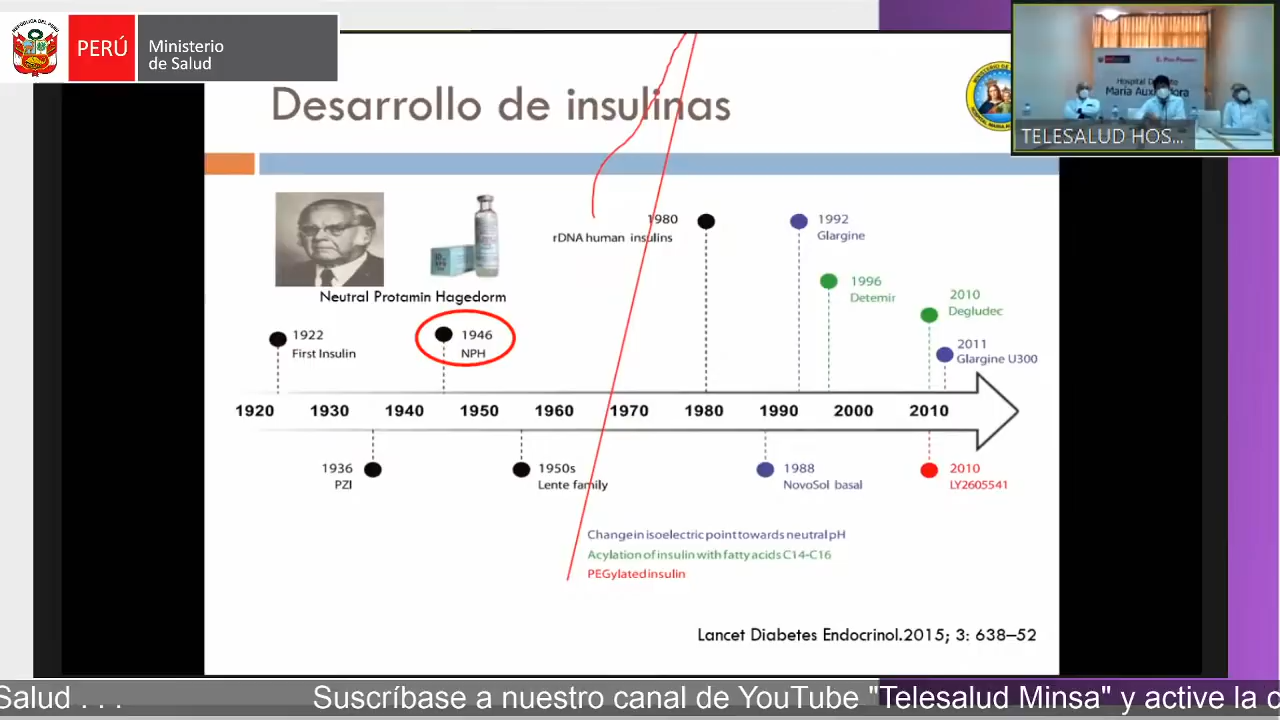 PERÚ
Ministerio
de Salud
Desarrollo de insulinas
Maria Auxiliadora
TELESALUD HOS...
1980
rDNA human insulins
1992
Glargine
1996
Detemir
2010
Degludec
2011
Glargine U300
Neutral Protamin Hagedorm
1922
First Insulin
1946
NPH
1920 1930 1940 1950 1960 1970 1980 1990 2000 2010
1936
PZI
1950s
Lente family
1988
NovoSol basal
2010
LY2605541
Change in isoelectric point towards neutral pH
Acylation of insulin with fatty acids C14-C16
PEGylated insulin
Lancet Diabetes Endocrinol.2015; 3: 638–52
Salud . . . Suscríbase a nuestro canal de YouTube "Telesalud Minsa" y active la